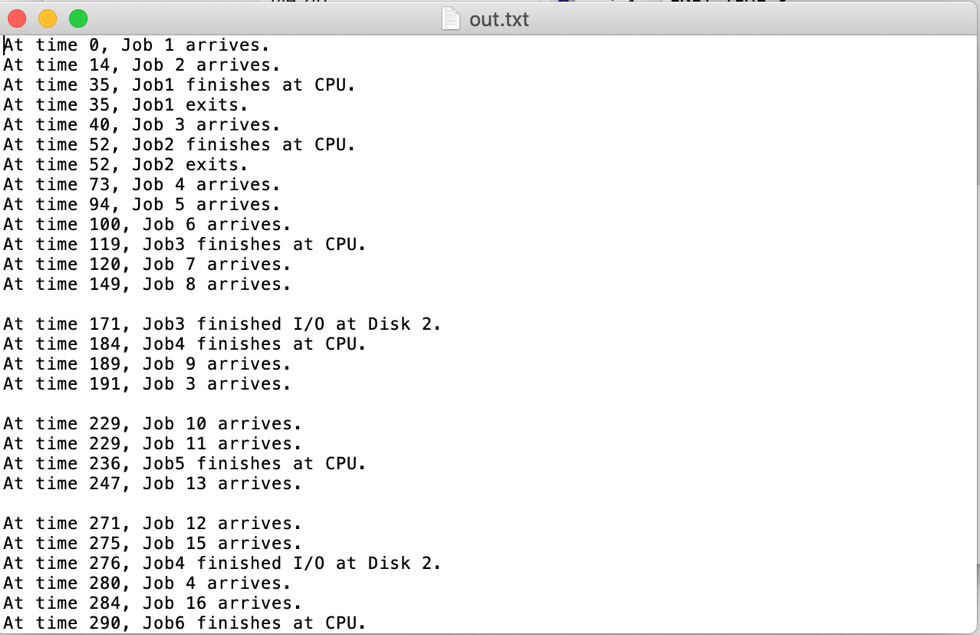 out.txt
At time 0, Job 1 arrives.
At time 14, Job 2 arrives.
At time 35, Job1 finishes at CPU.
At time 35, Job1 exits.
At time 40, Job 3 arrives.
At time 52, Job2 finishes at CPU.
At time 52, Job2 exits.
At time 73, Job 4 arrives.
At time 94, Job 5 arrives.
At time 100, Job 6 arrives.
At time 119, Job3 finishes at CPU.
At time 120, Job 7 arrives.
At time 149, Job 8 arrives.
At time 171, Job3 finished I/O at Disk 2.
At time 184, Job4 finishes at CPU.
At time 189, Job 9 arrives.
At time 191, Job 3 arrives.
At time 229, Job 10 arrives.
At time 229, Job 11 arrives.
At time 236, Job5 finishes at CPU.
At time 247, Job 13 arrives.
At time 271, Job 12 arrives.
At time 275, Job 15 arrives.
At time 276, Job4 finished I/O at Disk 2.
At time 280, Job 4 arrives.
At time 284, Job 16 arrives.
At time 290, Job6 finishes at CPU.